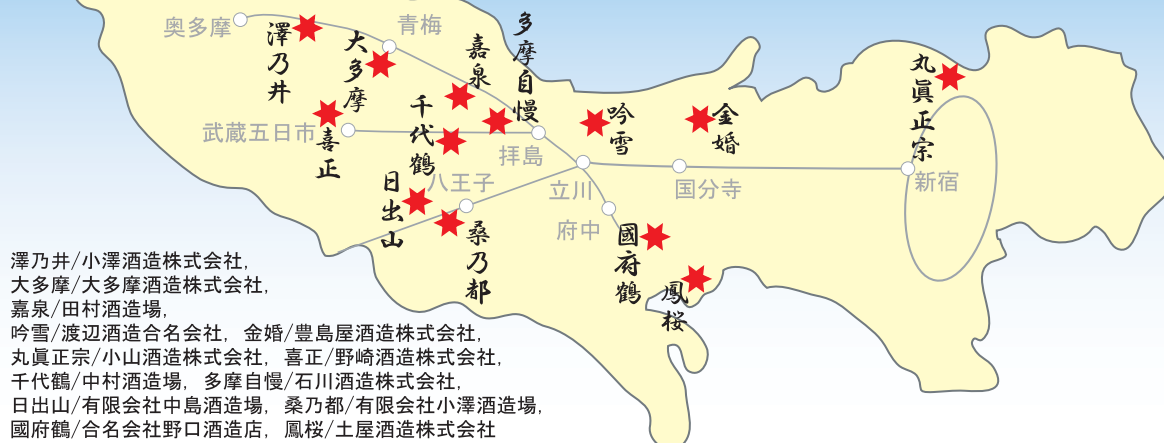 奥多摩
澤乃井
大多摩
青梅
嘉泉
多摩自慢
丸眞正宗
武蔵五日市
喜正
千代鶴
拝島
吟雪
金婚
新宿
日出山
八王子
立川
国分寺
桑乃都
府中
國府鶴
鳳桜
澤乃井/小澤酒造株式会社,
大多摩/大多摩酒造株式会社,
嘉泉/田村酒造場,
吟雪/渡辺酒造合名会社, 金婚/豊島屋酒造株式会社,
丸眞正宗/小山酒造株式会社, 喜正/野崎酒造株式会社,
千代鶴/中村酒造場, 多摩自慢/石川酒造株式会社,
日出山/有限会社中島酒造場, 桑乃都/有限会社小澤酒造場,
國府鶴/合名会社野口酒造店, 鳳桜/土屋酒造株式会社